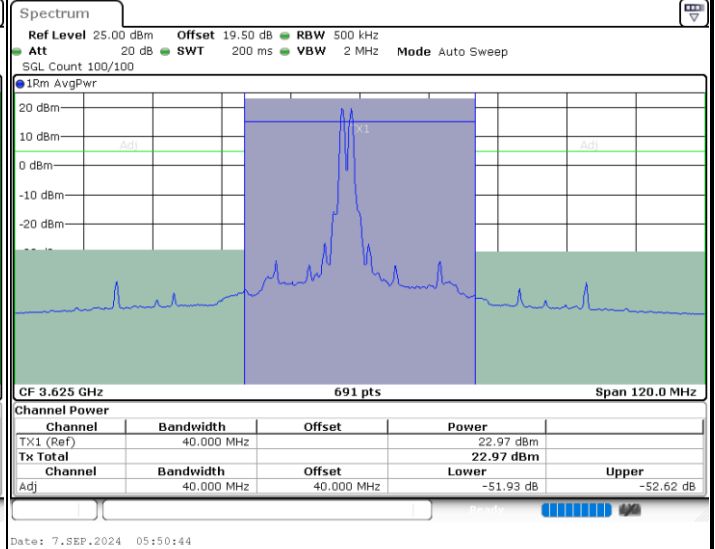 Spectrum
Ref Level 25.00 dBm Offset 19.50 dB RBW 500 kHz
Att 20 dB SWT 200 ms VBW 2 MHz Mode Auto Sweep
SGL Count 100/100
1Rm AvgPwr
20 dBm
TX1
10 dBm
Adj Adj
0 dBm
-10 dBm
-20 dBm
CF 3.625 GHz 691 pts Span 120.0 MHz
Channel Power
Channel Bandwidth Offset Power
TX1 (Ref) 40.000 MHz 22.97 dBm
Tx Total 22.97 dBm
Channel Bandwidth Offset Lower Upper
Adj 40.000 MHz 40.000 MHz -51.93 dB -52.62 dB
Ready
Date: 7.SEP.2024 05:50:44